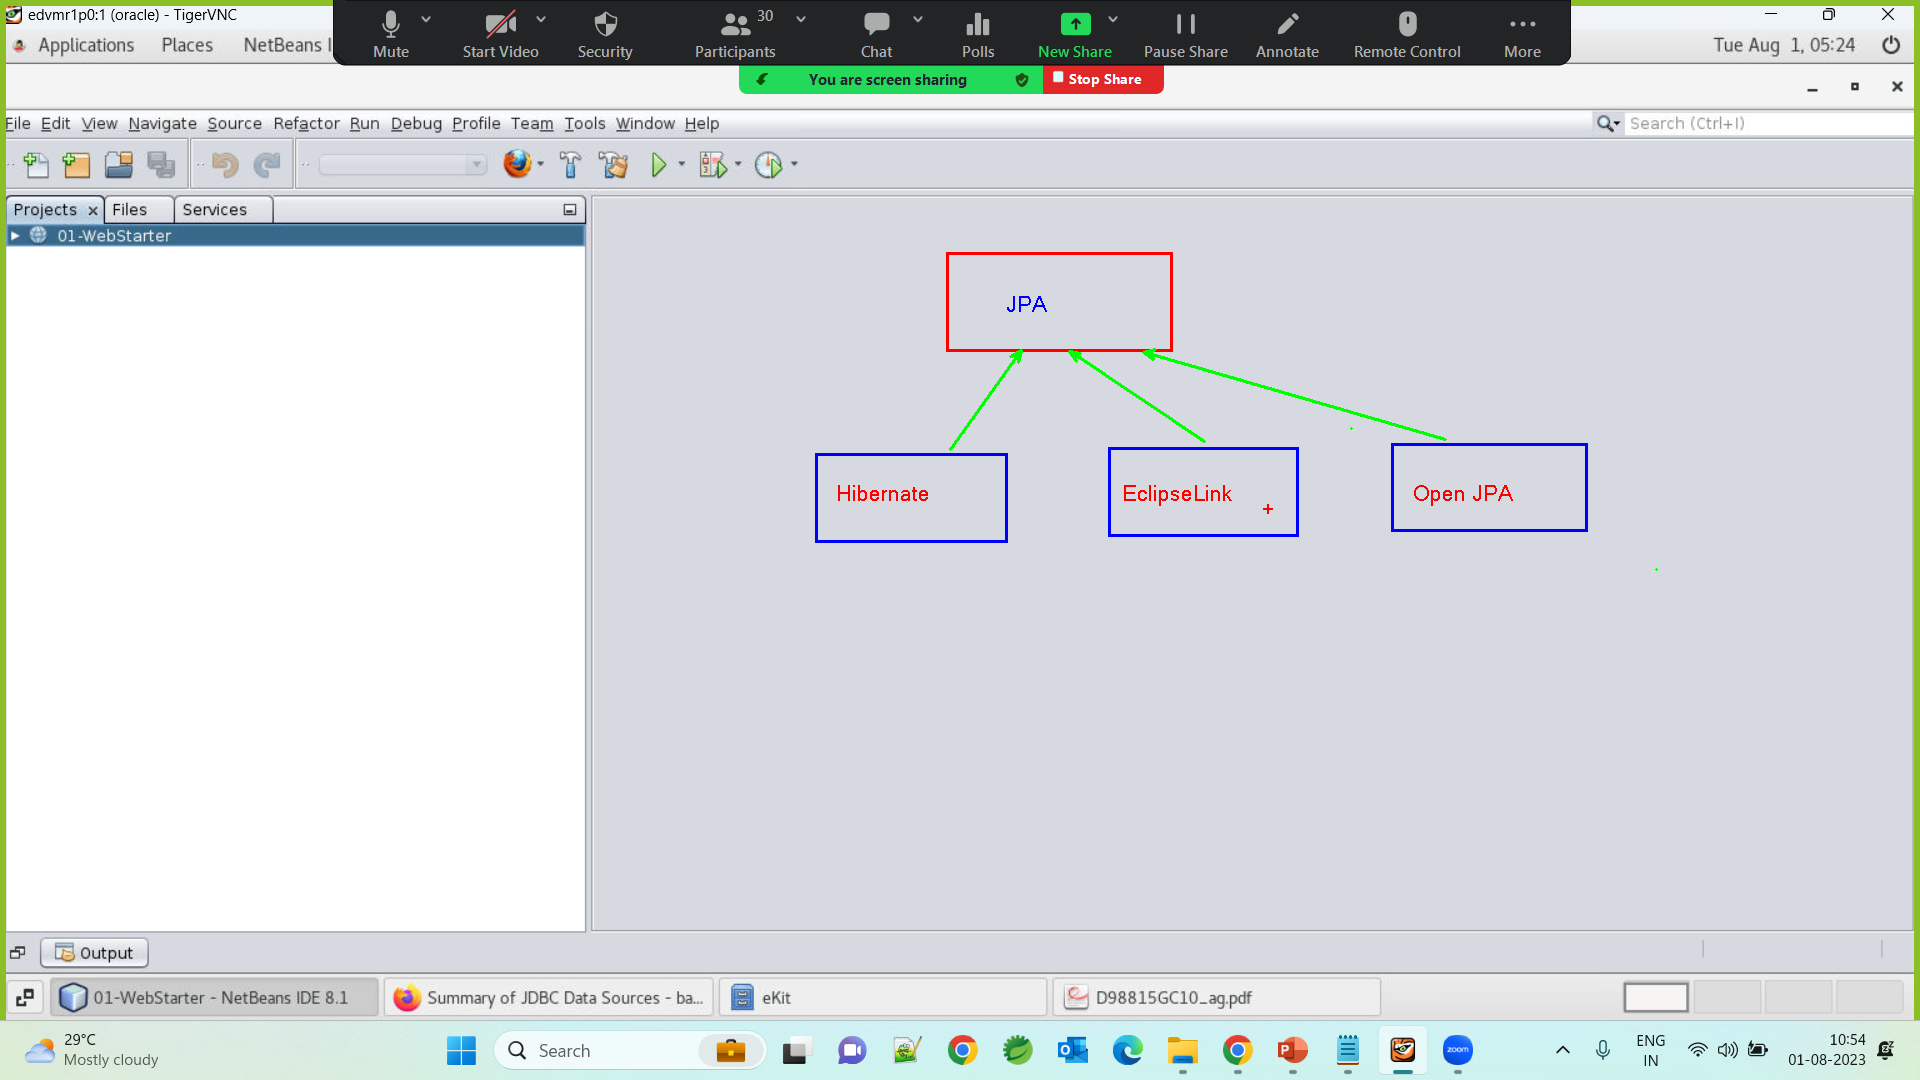 edvmr1p0:1 (oracle) - TigerVNC
Mute
Start Video
Security
30
Participants
Chat
Polls
New Share
Pause Share
Annotate
Remote Control
More
Applications Places NetBeans I
Tue Aug 1, 05:24
You are screen sharing
Stop Share
File Edit View Navigate Source Refactor Run Debug Profile Team Tools Window Help
Search (Ctrl+I)
Projects Files Services
01-WebStarter
JPA
Hibernate
EclipseLink
Open JPA
Output
01-WebStarter - NetBeans IDE 8.1
Summary of JDBC Data Sources - ba...
eKit
D98815GC10_ag.pdf
29°C
Mostly cloudy
Search
zoom
ENG
IN
10:54
01-08-2023